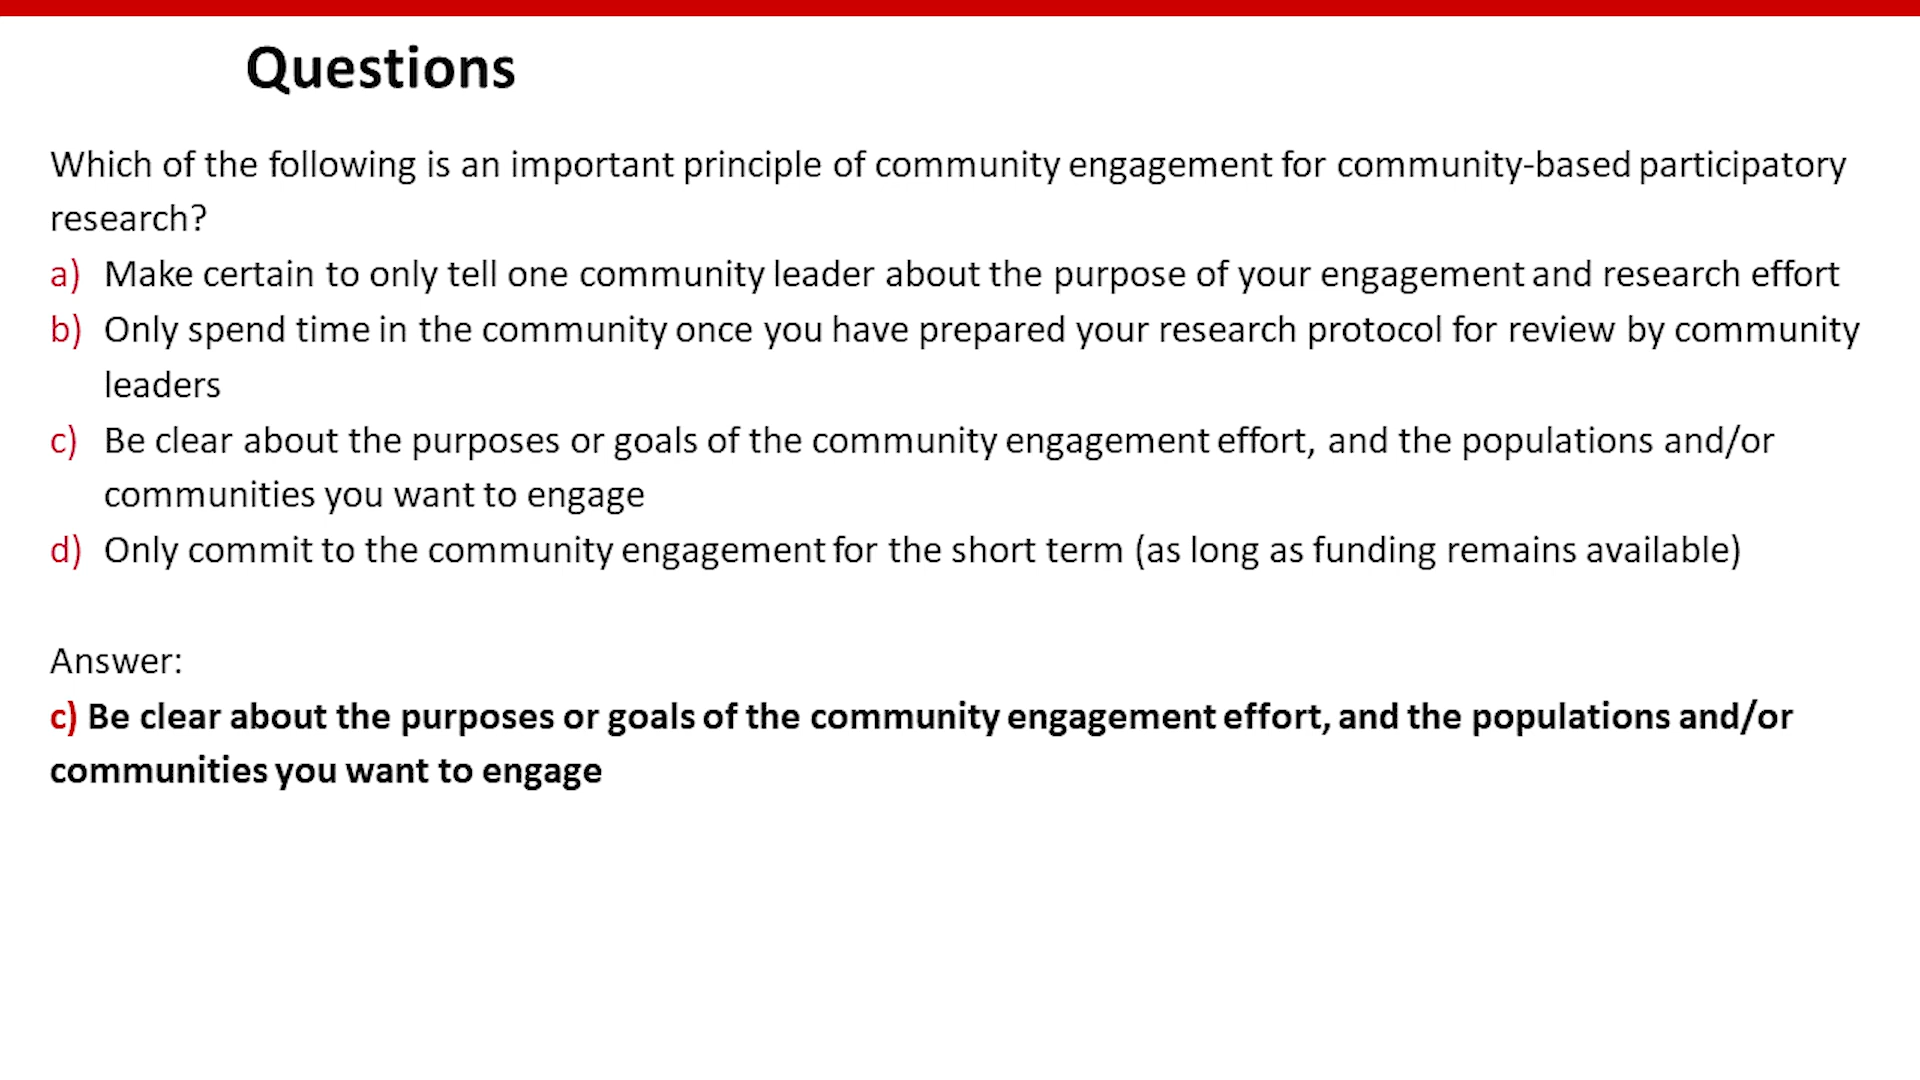 Questions
Which of the following is an important principle of community engagement for community-based participatory
research?
a) Make certain to only tell one community leader about the purpose of your engagement and research effort
b) Only spend time in the community once you have prepared your research protocol for review by community
leaders
c) Be clear about the purposes or goals of the community engagement effort, and the populations and/or
communities you want to engage
d) Only commit to the community engagement for the short term (as long as funding remains available)
Answer:
c) Be clear about the purposes or goals of the community engagement effort, and the populations and/or
communities you want to engage